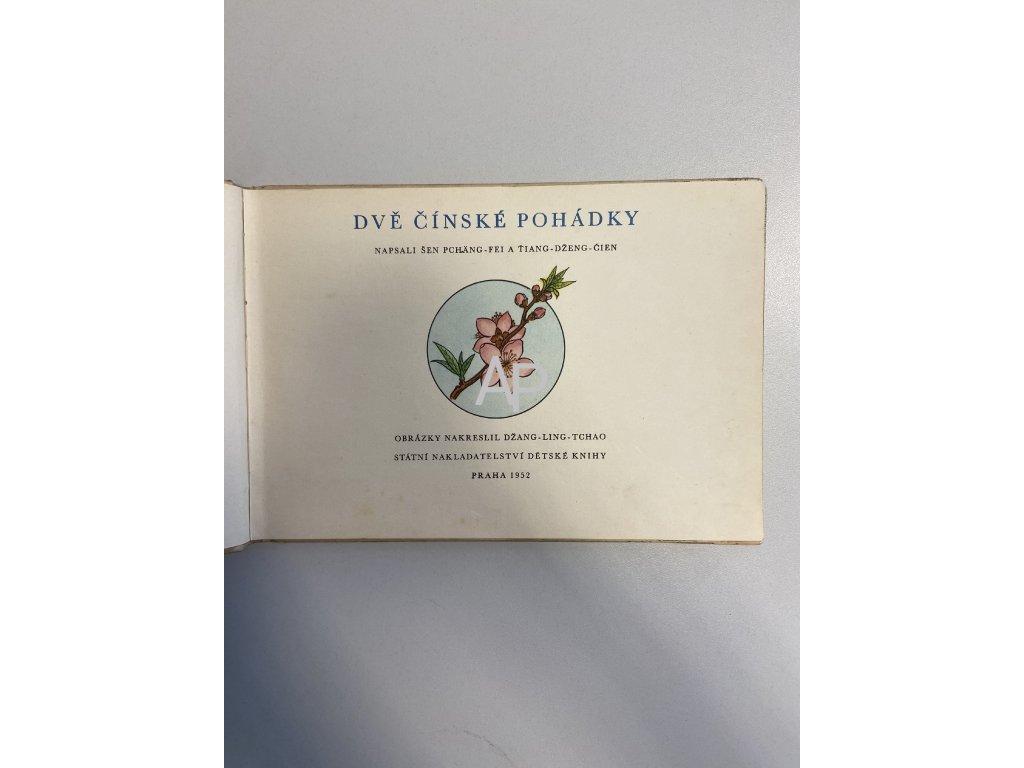 DVĚ ČÍNSKÉ POHÁDKY
NAPSALI ŠEN PCHÄNG-FEI A ŤIANG-DŽENG-ČIEN
AP
OBRÁZKY NAKRESLIL DŽANG-LING-TCHAO
STÁTNÍ NAKLADATELSTVÍ DĚTSKÉ KNIHY
PRAHA 1952